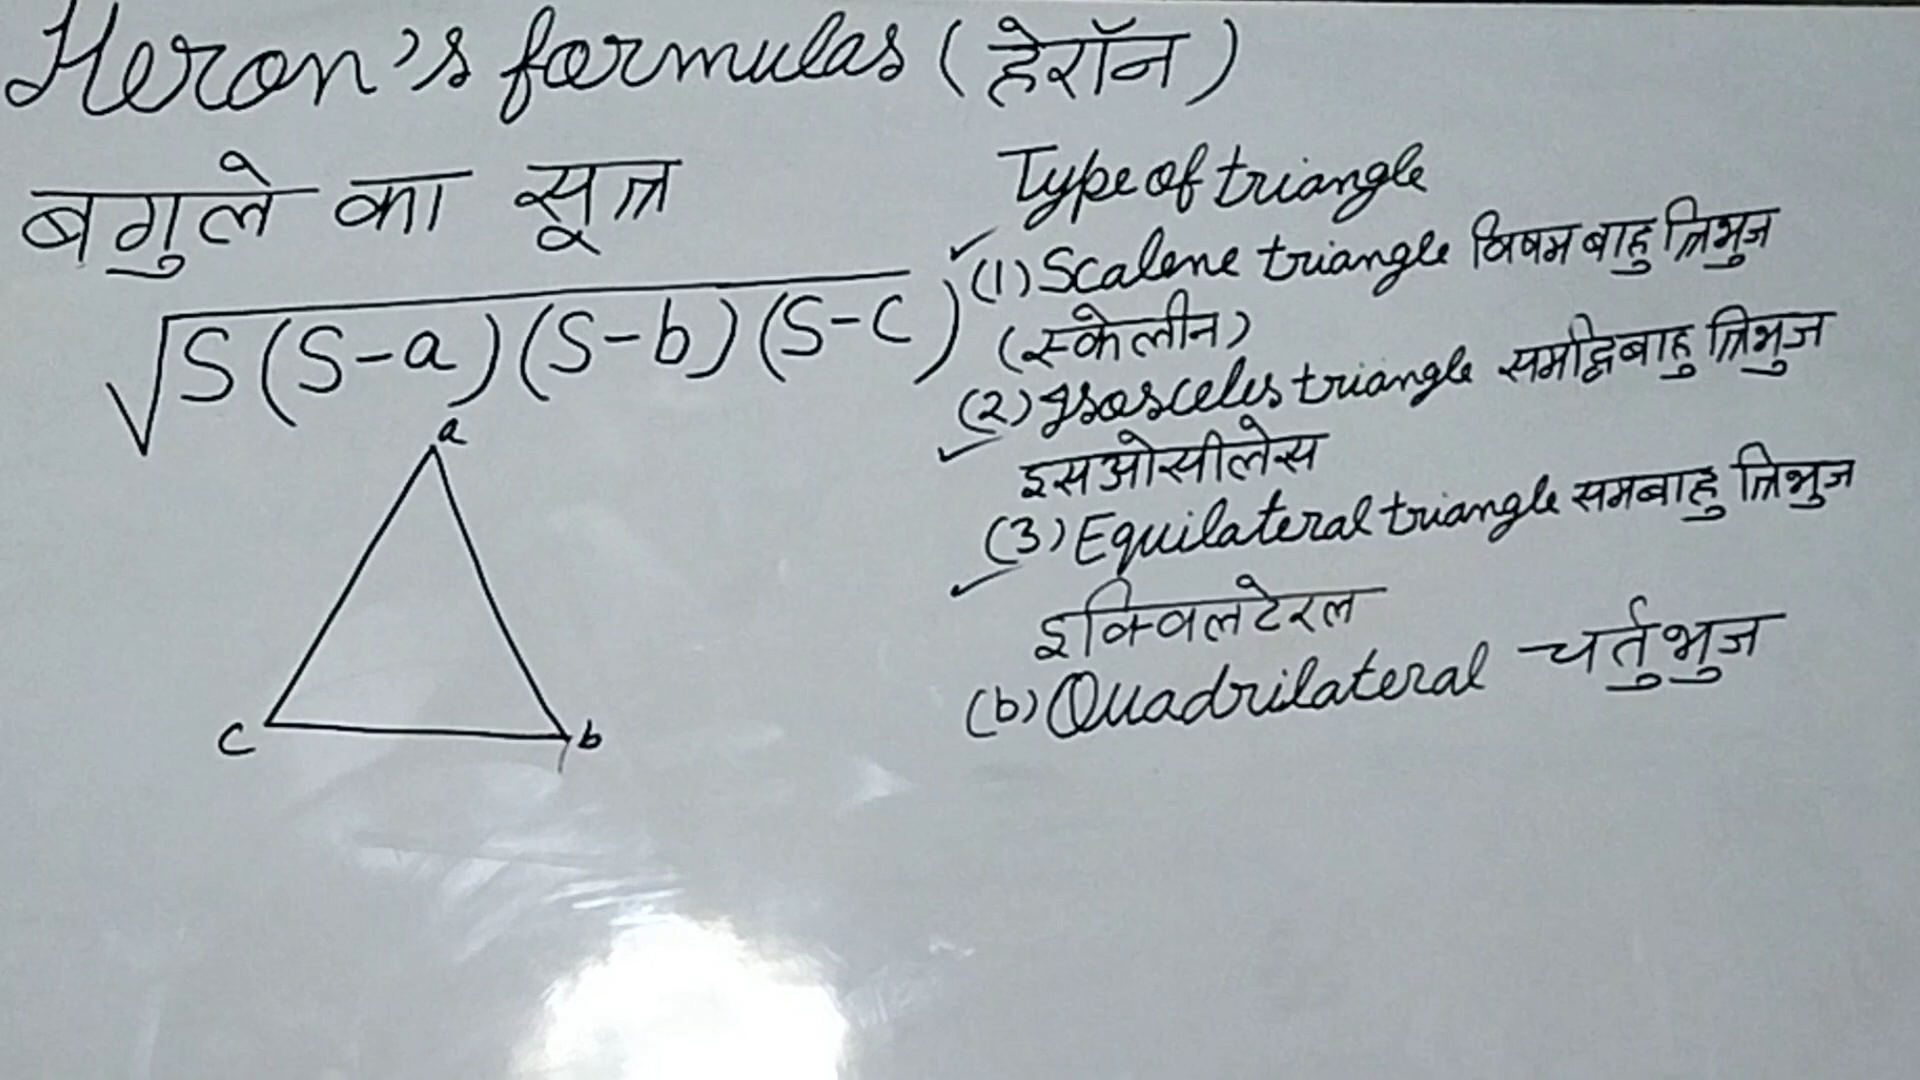 Heron's formulas (हेरॉन)
बगुले का सूत्र
√S(S-a)(S-b)(S-c)
a
c
b
Type of triangle
(1) Scalene triangle विषमबाहु त्रिभुज
(स्केलीन)
(2) Isosceles triangle समद्विबाहु त्रिभुज
इसओसीलेस
(3) Equilateral triangle समबाहु त्रिभुज
इक्विलटेरल
(b) Quadrilateral चर्तुभुज